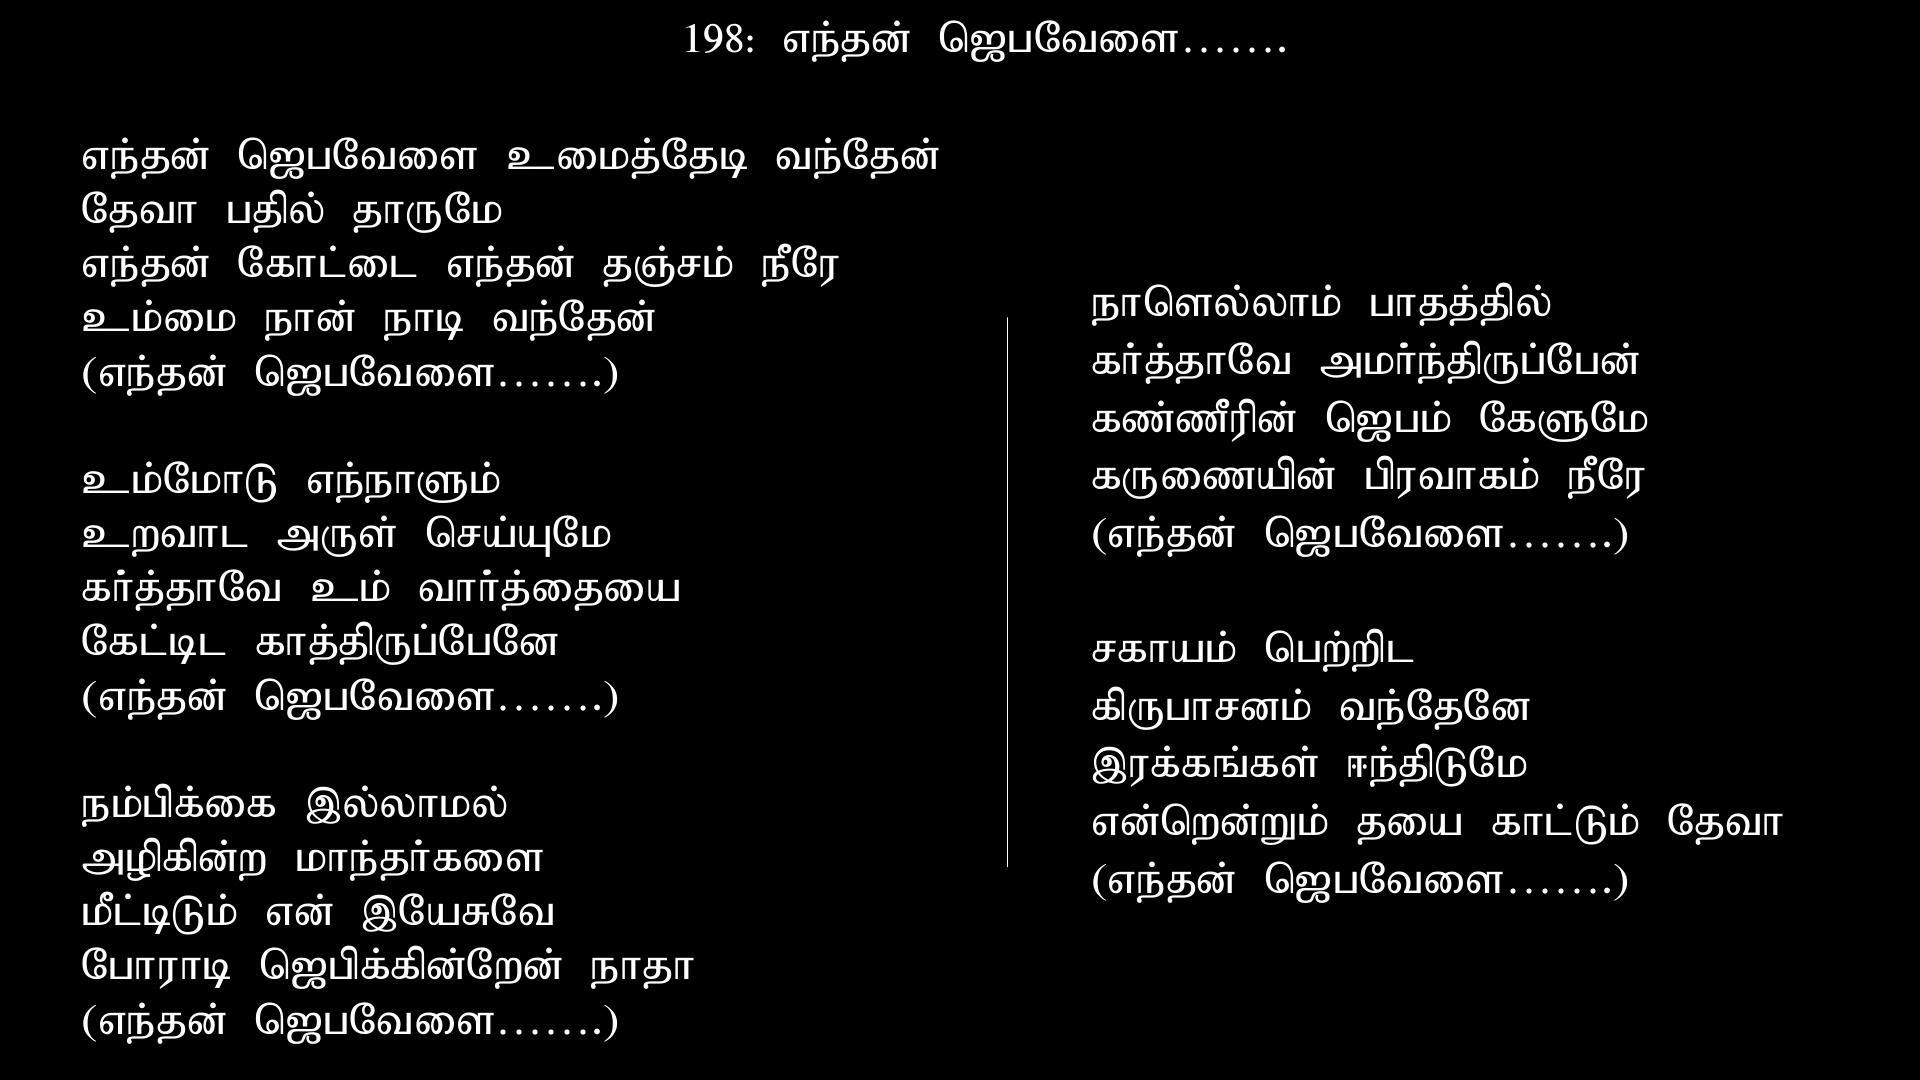 198: எந்தன் ஜெபவேளை.......
எந்தன் ஜெபவேளை உமைத்தேடி வந்தேன்
தேவா பதில் தாருமே
எந்தன் கோட்டை எந்தன் தஞ்சம் நீரே
உம்மை நான் நாடி வந்தேன்
(எந்தன் ஜெபவேளை.......)
உம்மோடு எந்நாளும்
உறவாட அருள் செய்யுமே
கர்த்தாவே உம் வார்த்தையை
கேட்டிட காத்திருப்பேனே
(எந்தன் ஜெபவேளை.......)
நம்பிக்கை இல்லாமல்
அழிகின்ற மாந்தர்களை
மீட்டிடும் என் இயேசுவே
போராடி ஜெபிக்கின்றேன் நாதா
(எந்தன் ஜெபவேளை.......)
நாளெல்லாம் பாதத்தில்
கர்த்தாவே அமர்ந்திருப்பேன்
கண்ணீரின் ஜெபம் கேளுமே
கருணையின் பிரவாகம் நீரே
(எந்தன் ஜெபவேளை.......)
சகாயம் பெற்றிட
கிருபாசனம் வந்தேனே
இரக்கங்கள் ஈந்திடுமே
என்றென்றும் தயை காட்டும் தேவா
(எந்தன் ஜெபவேளை.......)